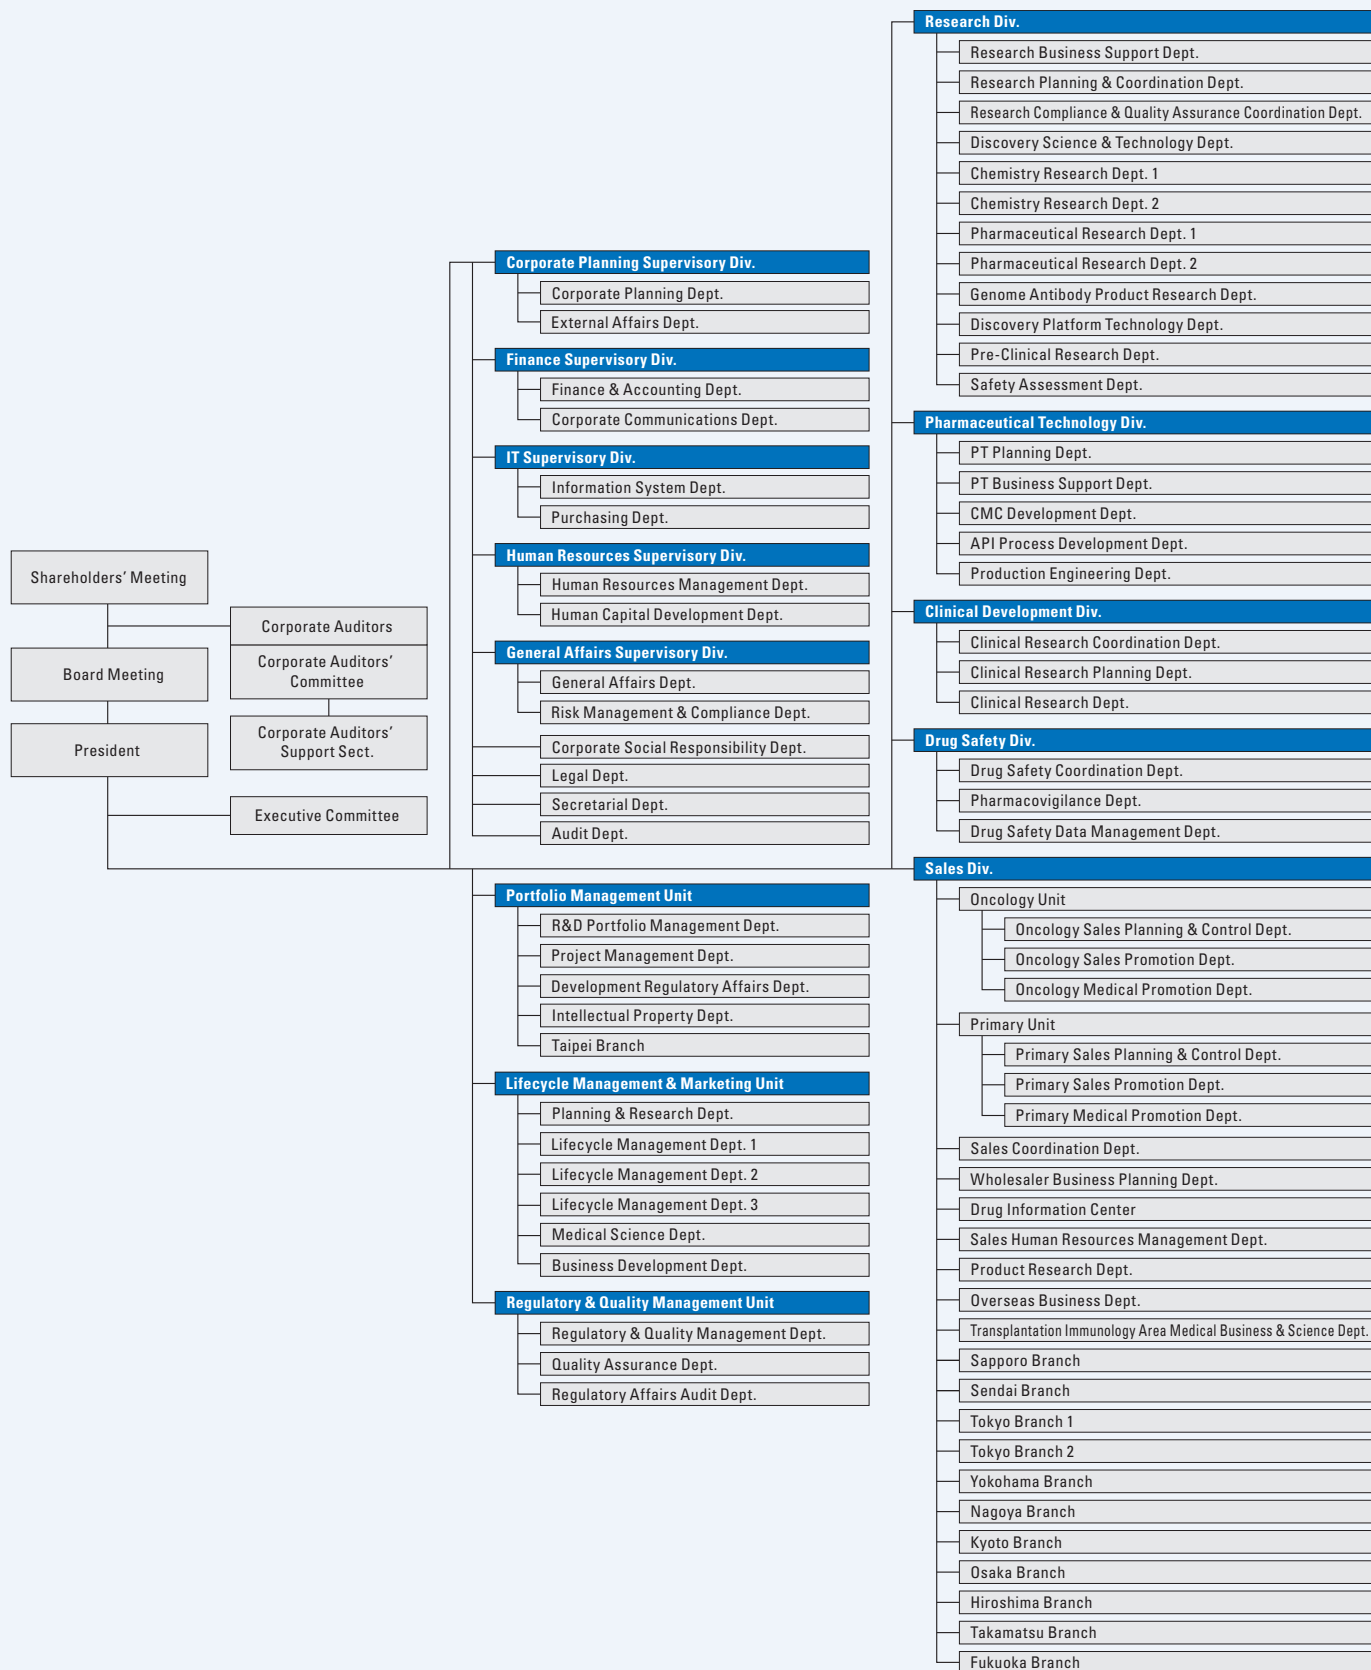 Shareholders' Meeting
Corporate Auditors
Board Meeting
Corporate Auditors'
Committee
President
Corporate Auditors'
Support Sect.
Executive Committee
Corporate Planning Supervisory Div.
Corporate Planning Dept.
External Affairs Dept.
Finance Supervisory Div.
Finance & Accounting Dept.
Corporate Communications Dept.
IT Supervisory Div.
Information System Dept.
Purchasing Dept.
Human Resources Supervisory Div.
Human Resources Management Dept.
Human Capital Development Dept.
General Affairs Supervisory Div.
General Affairs Dept.
Risk Management & Compliance Dept.
Corporate Social Responsibility Dept.
Legal Dept.
Secretarial Dept.
Audit Dept.
Portfolio Management Unit
R&D Portfolio Management Dept.
Project Management Dept.
Development Regulatory Affairs Dept.
Intellectual Property Dept.
Taipei Branch
Lifecycle Management & Marketing Unit
Planning & Research Dept.
Lifecycle Management Dept. 1
Lifecycle Management Dept. 2
Lifecycle Management Dept. 3
Medical Science Dept.
Business Development Dept.
Regulatory & Quality Management Unit
Regulatory & Quality Management Dept.
Quality Assurance Dept.
Regulatory Affairs Audit Dept.
Research Div.
Research Business Support Dept.
Research Planning & Coordination Dept.
Research Compliance & Quality Assurance Coordination Dept.
Discovery Science & Technology Dept.
Chemistry Research Dept. 1
Chemistry Research Dept. 2
Pharmaceutical Research Dept. 1
Pharmaceutical Research Dept. 2
Genome Antibody Product Research Dept.
Discovery Platform Technology Dept.
Pre-Clinical Research Dept.
Safety Assessment Dept.
Pharmaceutical Technology Div.
PT Planning Dept.
PT Business Support Dept.
CMC Development Dept.
API Process Development Dept.
Production Engineering Dept.
Clinical Development Div.
Clinical Research Coordination Dept.
Clinical Research Planning Dept.
Clinical Research Dept.
Drug Safety Div.
Drug Safety Coordination Dept.
Pharmacovigilance Dept.
Drug Safety Data Management Dept.
Sales Div.
Oncology Unit
Oncology Sales Planning & Control Dept.
Oncology Sales Promotion Dept.
Oncology Medical Promotion Dept.
Primary Unit
Primary Sales Planning & Control Dept.
Primary Sales Promotion Dept.
Primary Medical Promotion Dept.
Sales Coordination Dept.
Wholesaler Business Planning Dept.
Drug Information Center
Sales Human Resources Management Dept.
Product Research Dept.
Overseas Business Dept.
Transplantation Immunology Area Medical Business & Science Dept.
Sapporo Branch
Sendai Branch
Tokyo Branch 1
Tokyo Branch 2
Yokohama Branch
Nagoya Branch
Kyoto Branch
Osaka Branch
Hiroshima Branch
Takamatsu Branch
Fukuoka Branch